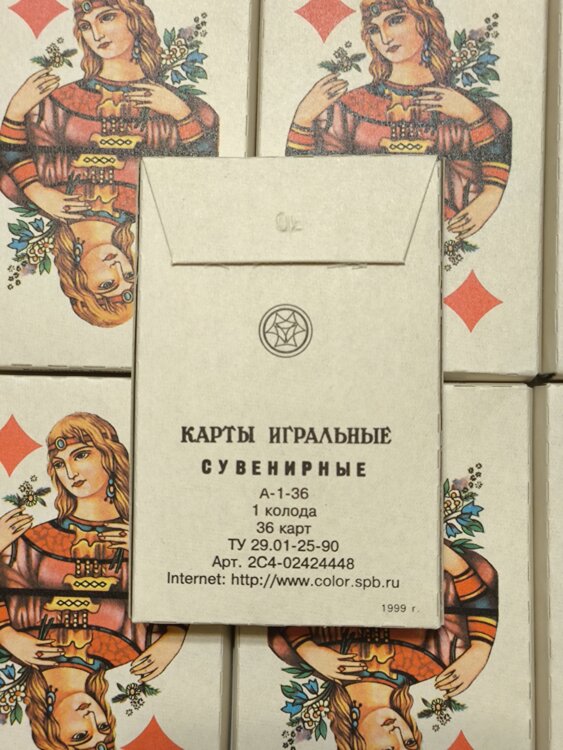 КАРТЫ ИГРАЛЬНЫЕ
СУВЕНИРНЫЕ
А-1-36
1 колода
36 карт
ТУ 29.01-25-90
Арт. 2С4-02424448
Internet: http://www.color.spb.ru
1999 г.